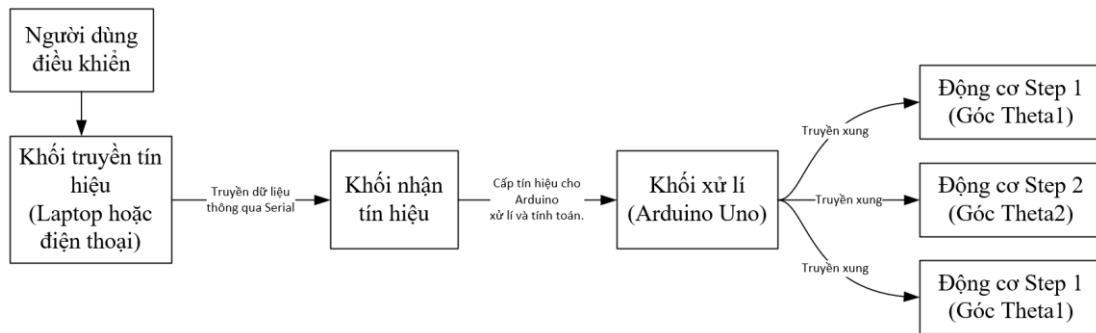 Người dùng
điều khiển
Khối truyền tín
hiệu
(Laptop hoặc
điện thoại)
Truyền dữ liệu
thông qua Serial
Khối nhận
tín hiệu
Cấp tín hiệu cho
Arduino
xử lí và tính toán.
Khối xử lí
(Arduino Uno)
Truyền xung
Truyền xung
Truyền xung
Động cơ Step 1
(Góc Theta1)
Động cơ Step 2
(Góc Theta2)
Động cơ Step 1
(Góc Theta1)